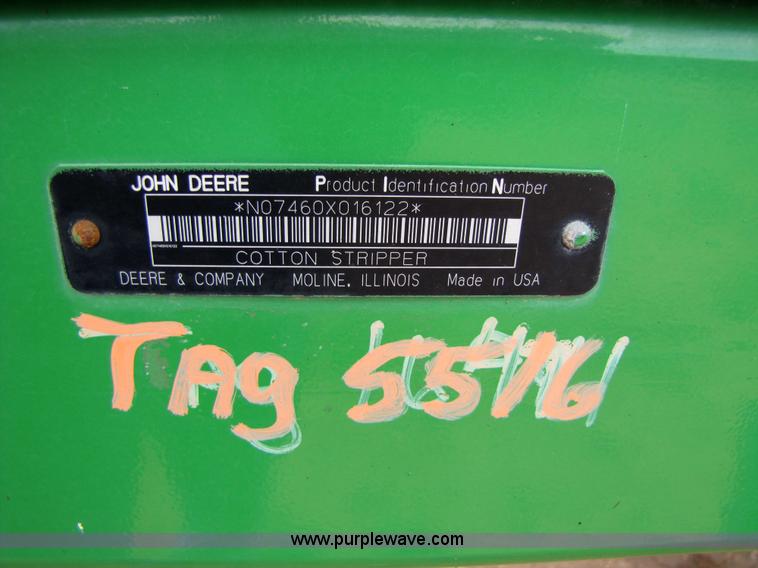 JOHN DEERE Product Identification Number
*N07460X016122*
COTTON STRIPPER
DEERE & COMPANY MOLINE, ILLINOIS Made in USA
TAg 5516
www.purplewave.com